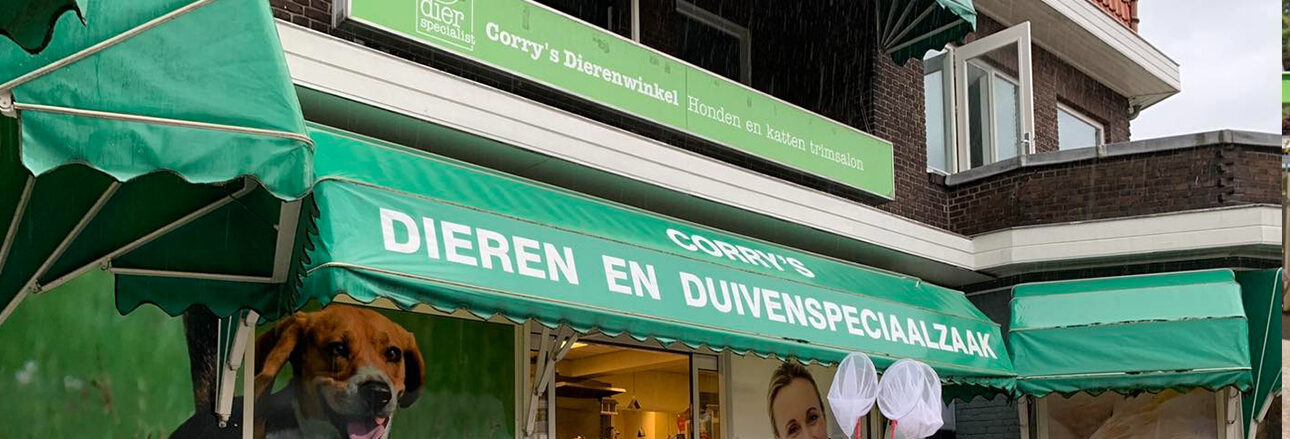 dier
specialist
Corry's Dierenwinkel | Honden en katten trimsalon
CORRY'S
DIEREN EN DUIVENSPECIAALZAAK